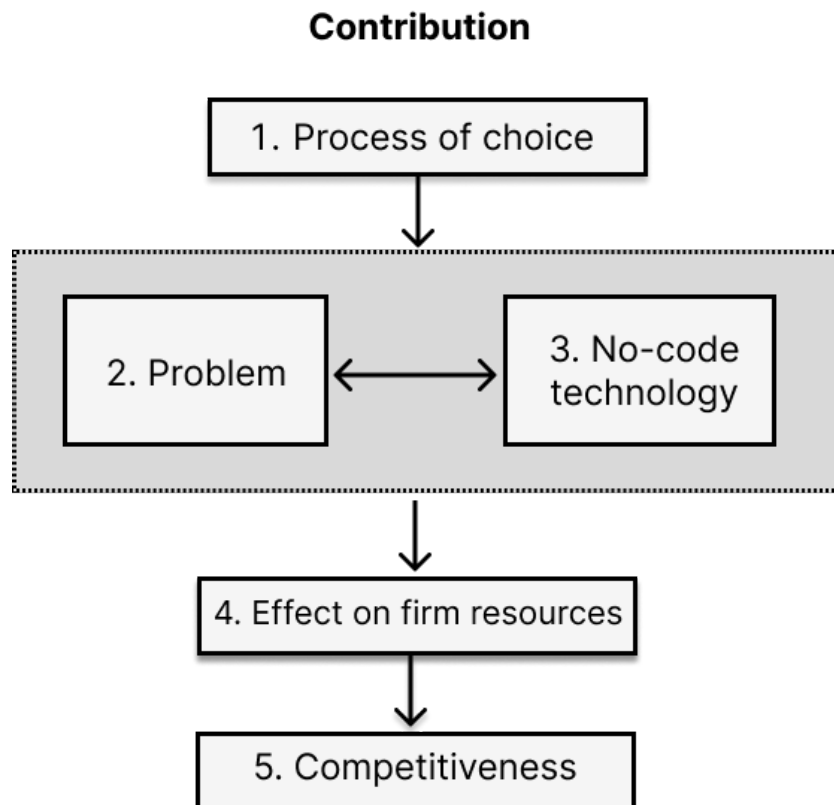 Contribution
1. Process of choice
2. Problem
3. No-code
technology
4. Effect on firm resources
5. Competitiveness